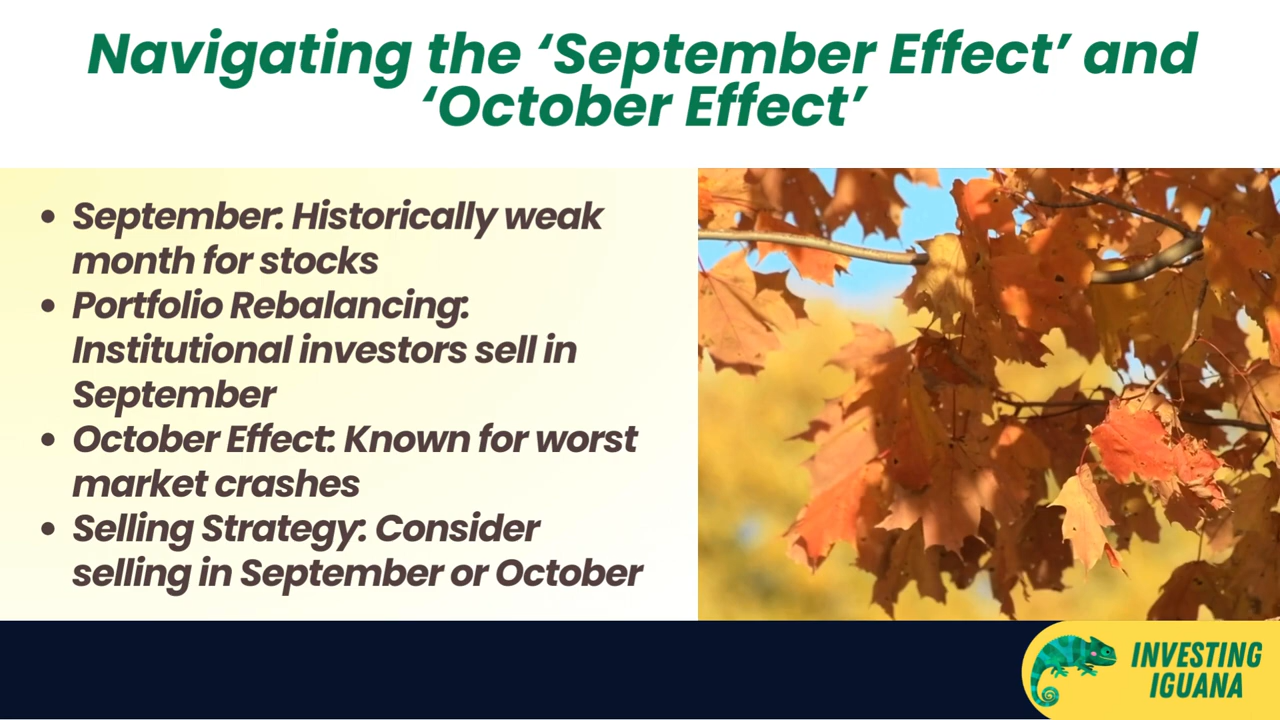 Navigating the ‘September Effect’ and
‘October Effect’
• September: Historically weak
month for stocks
• Portfolio Rebalancing:
Institutional investors sell in
September
• October Effect: Known for worst
market crashes
• Selling Strategy: Consider
selling in September or October
INVESTING
IGUANA